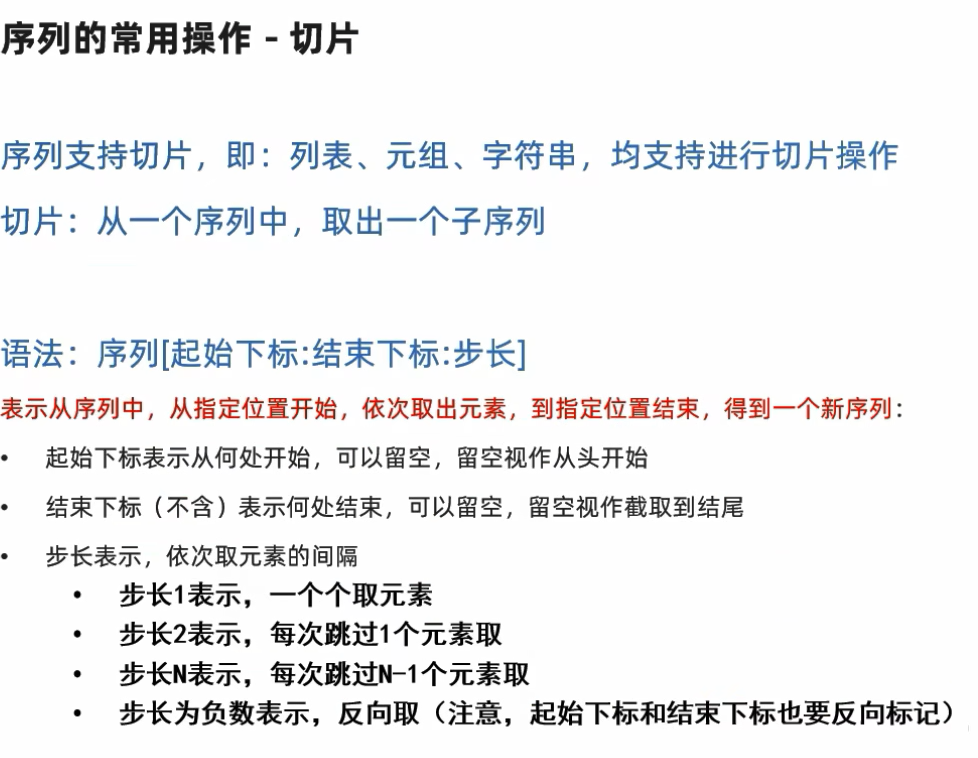 序列的常用操作 - 切片
序列支持切片，即：列表、元组、字符串，均支持进行切片操作
切片：从一个序列中，取出一个子序列
语法：序列[起始下标:结束下标:步长]
表示从序列中，从指定位置开始，依次取出元素，到指定位置结束，得到一个新序列：
• 起始下标表示从何处开始，可以留空，留空视作从头开始
• 结束下标（不含）表示何处结束，可以留空，留空视作截取到结尾
• 步长表示，依次取元素的间隔
• 步长1表示，一个个取元素
• 步长2表示，每次跳过1个元素取
• 步长N表示，每次跳过N-1个元素取
• 步长为负数表示，反向取（注意，起始下标和结束下标也要反向标记）